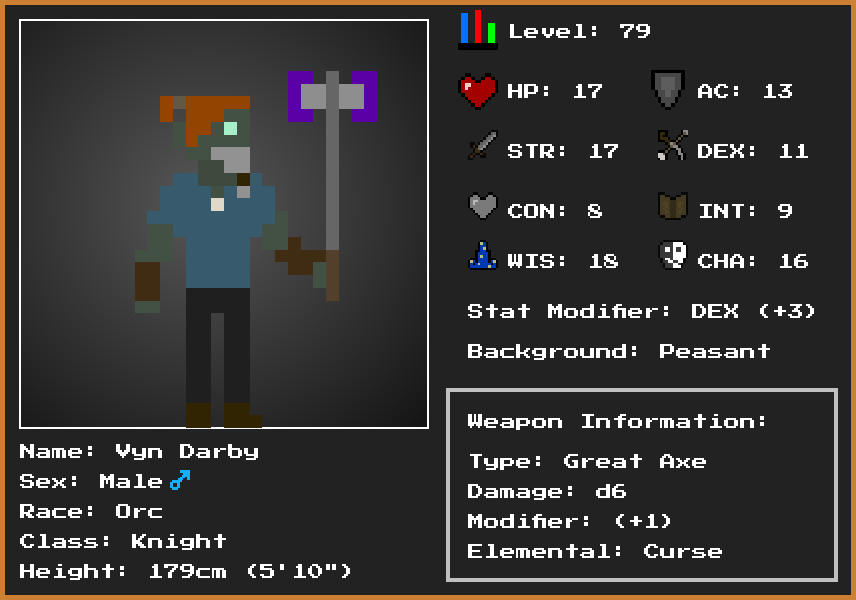 Level: 79
HP: 17
AC: 13
STR: 17
DEX: 11
CON: 8
INT: 9
WIS: 18
CHA: 16
Stat Modifier: DEX (+3)
Background: Peasant
Weapon Information:
Type: Great Axe
Damage: d6
Modifier: (+1)
Elemental: Curse
Name: Vyn Darby
Sex: Male ♂
Race: Orc
Class: Knight
Height: 179cm (5'10")